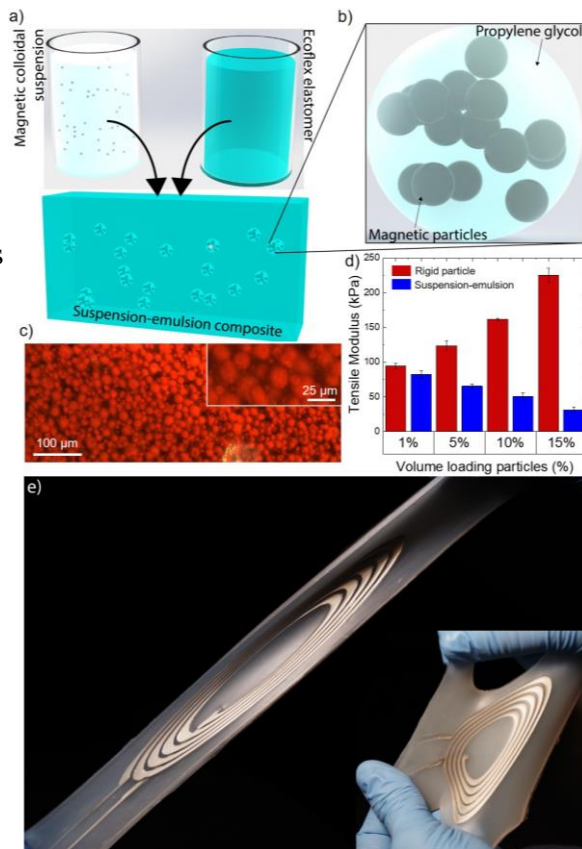 a)
Magnetic colloidal
suspension
Ecoflex elastomer
Suspension-emulsion composite
b)
Propylene glycol
Magnetic particles
s
c)
100 µm
25 µm
d)
Rigid particle
Suspension-emulsion
Tensile Modulus (kPa)
250
200
150
100
50
0
1%
5%
10%
15%
Volume loading particles (%)
e)